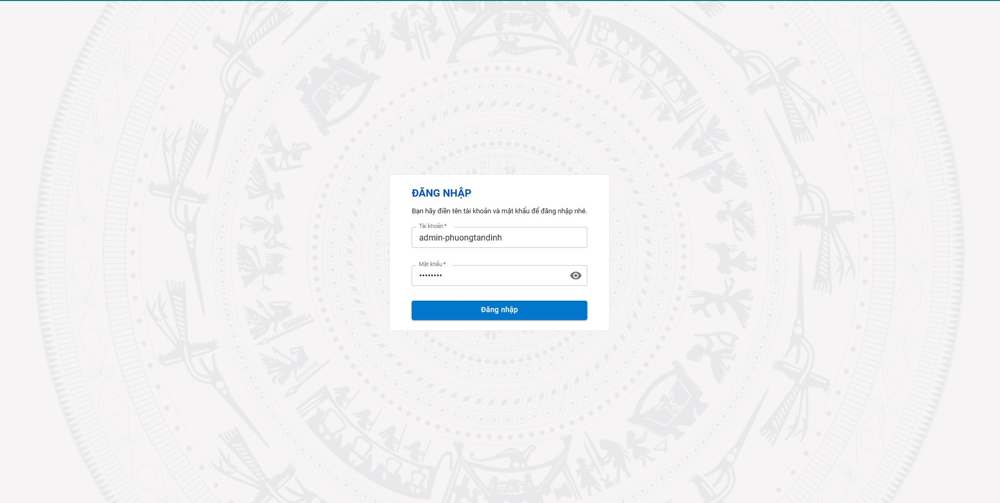 ĐĂNG NHẬP
Bạn hãy điền tên tài khoản và mật khẩu để đăng nhập nhé.
Tài khoản *
admin-phuongtandinh
Mật khẩu *
••••••••
Đăng nhập